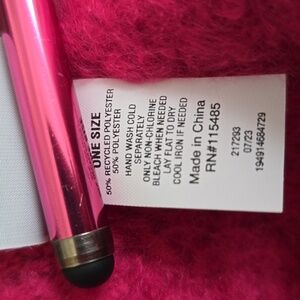 ONE SIZE
50% RECYCLED POLYESTER
50% POLYESTER
HAND WASH COLD
SEPARATELY
ONLY NON-CHLORINE
BLEACH WHEN NEEDED
LAY FLAT TO DRY
COOL IRON IF NEEDED
Made in China
RN#115485
217293
07/23
194914684729